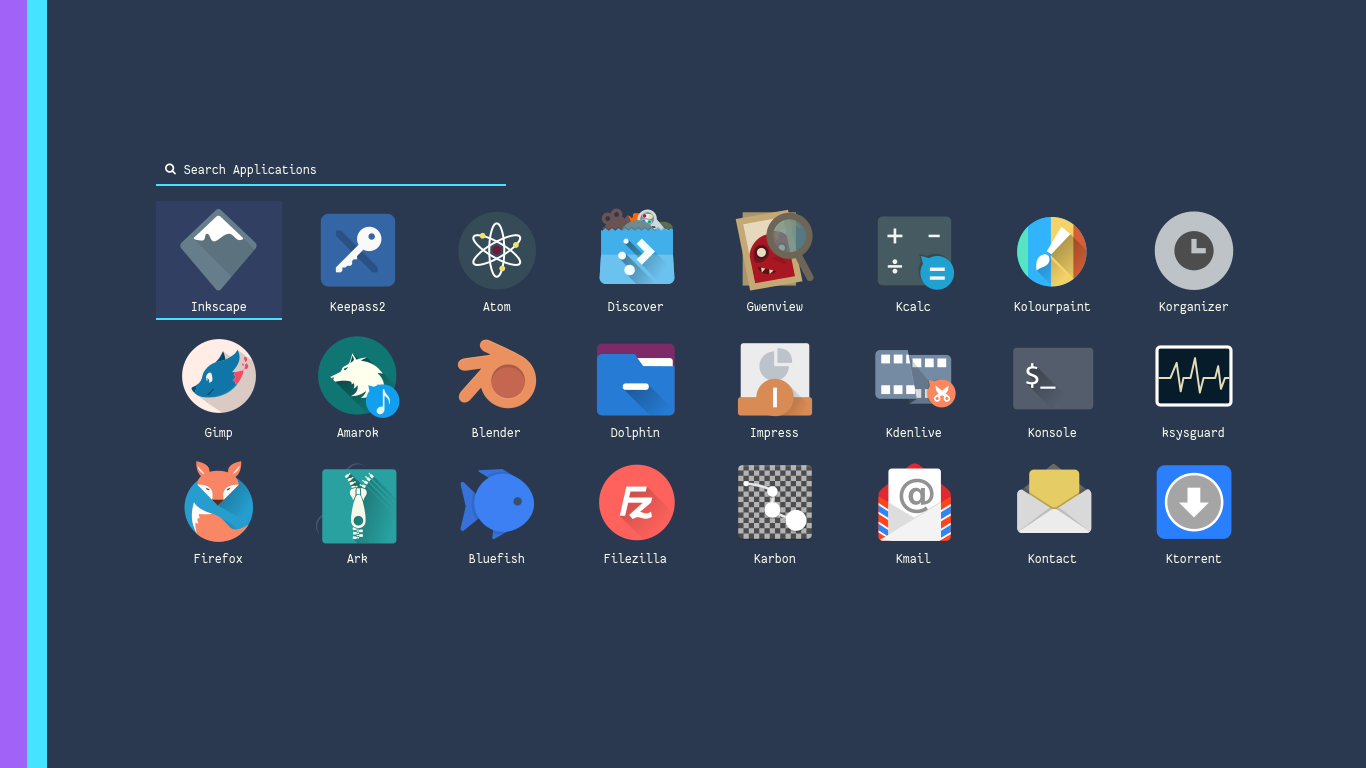 Search Applications
Inkscape Keepass2 Atom Discover Gwenview Kcalc Kolourpaint Korganizer
$_
Gimp Amarok Blender Dolphin Impress Kdenlive Konsole ksysguard
Fz @
Firefox Ark Bluefish Filezilla Karbon Kmail Kontact Ktorrent